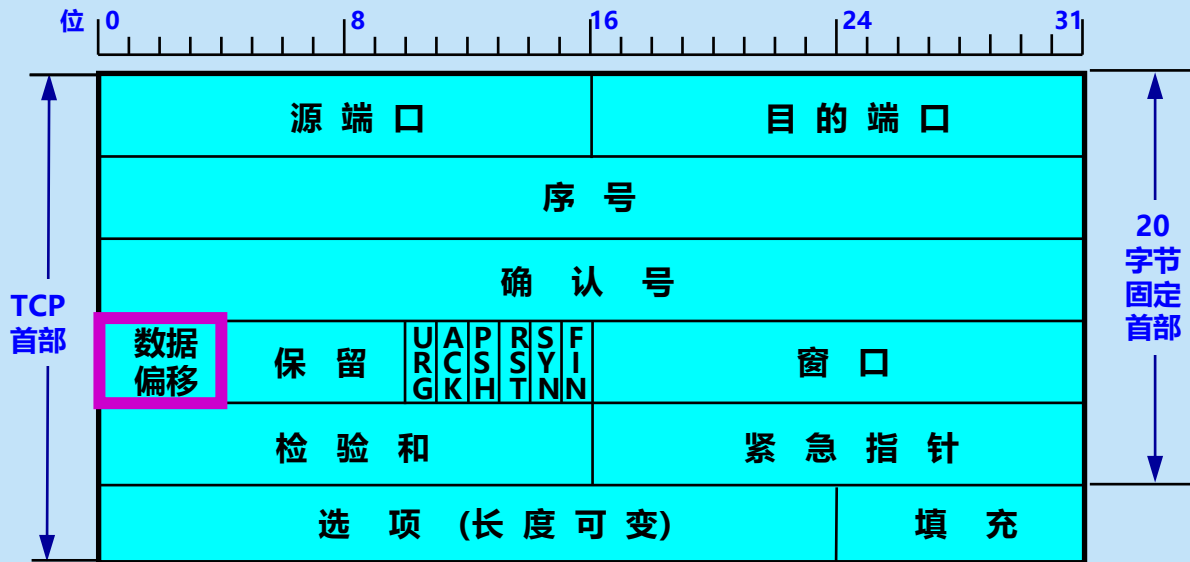 位 0 8 16 24 31
源端口 目的端口
序号
确认号
TCP
首部
20
字节
固定
首部
数据
偏移
保留
URG
ACK
PSH
RST
SYN
FIN
窗口
检验和 紧急指针
选项 (长度可变) 填充